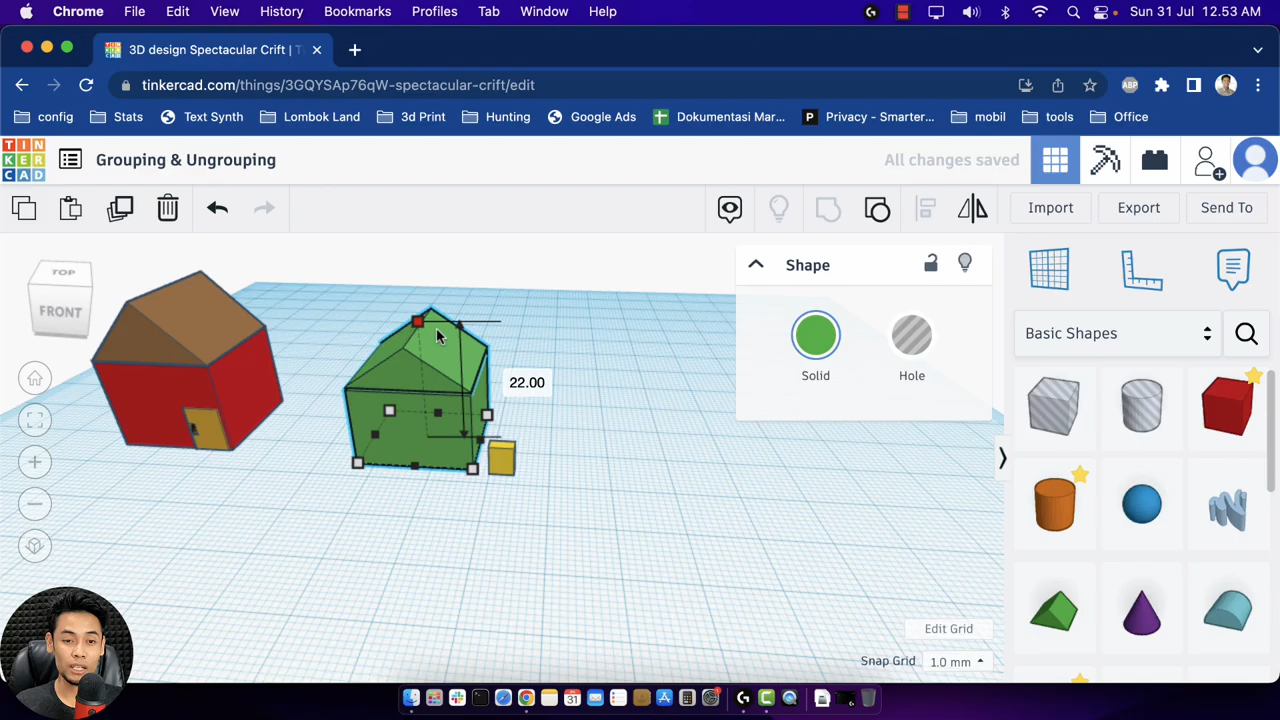 Chrome File Edit View History Bookmarks Profiles Tab Window Help Sun 31 Jul 12.53 AM
3D design Spectacular Crift | T
tinkercad.com/things/3GQYSAp76qW-spectacular-crift/edit
config Stats Text Synth Lombok Land 3d Print Hunting Google Ads Dokumentasi Mar... Privacy - Smarter... mobil tools Office
TIN
KER
CAD
Grouping & Ungrouping All changes saved
Import Export Send To
TOP
FRONT
Shape
Solid Hole
22.00
Basic Shapes
Edit Grid
Snap Grid 1.0 mm
ABP
31